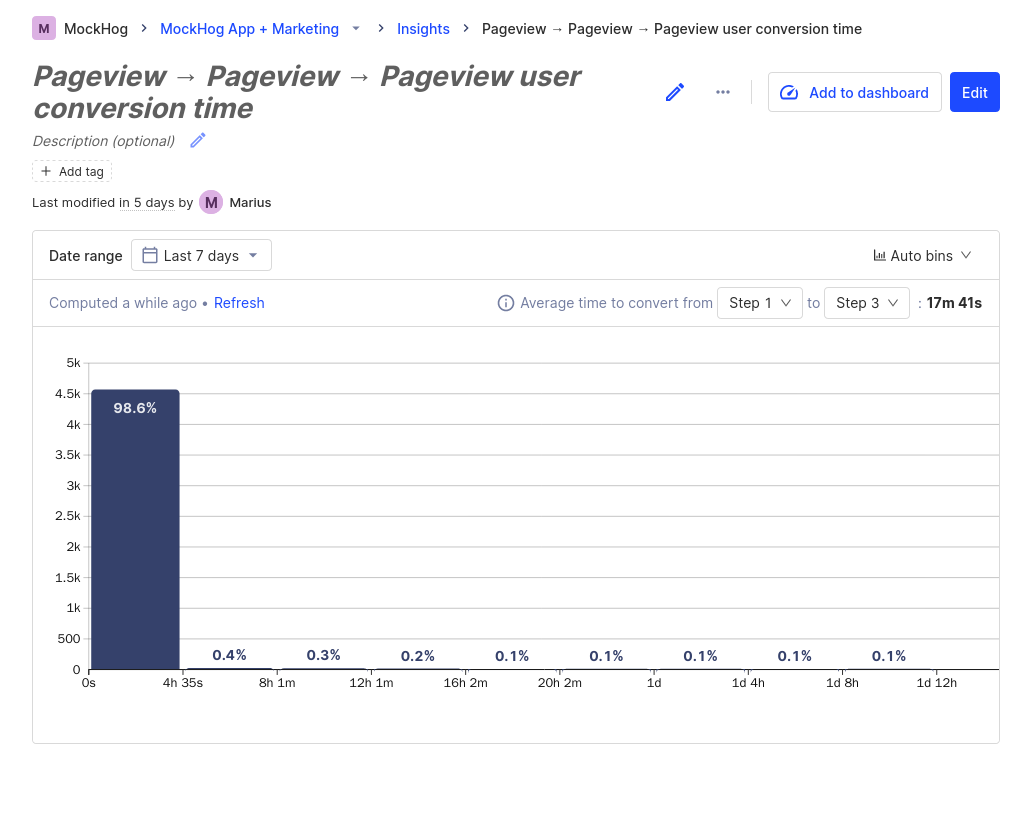 M MockHog > MockHog App + Marketing > Insights > Pageview → Pageview → Pageview user conversion time
Pageview → Pageview → Pageview user
conversion time
Add to dashboard
Edit
Description (optional)
+ Add tag
Last modified in 5 days by M Marius
Date range Last 7 days Auto bins
Computed a while ago • Refresh Average time to convert from Step 1 to Step 3 : 17m 41s
5k
4.5k
98.6%
4k
3.5k
3k
2.5k
2k
1.5k
1k
500
0.4% 0.3% 0.2% 0.1% 0.1% 0.1% 0.1% 0.1%
0
0s 4h 35s 8h 1m 12h 1m 16h 2m 20h 2m 1d 1d 4h 1d 8h 1d 12h